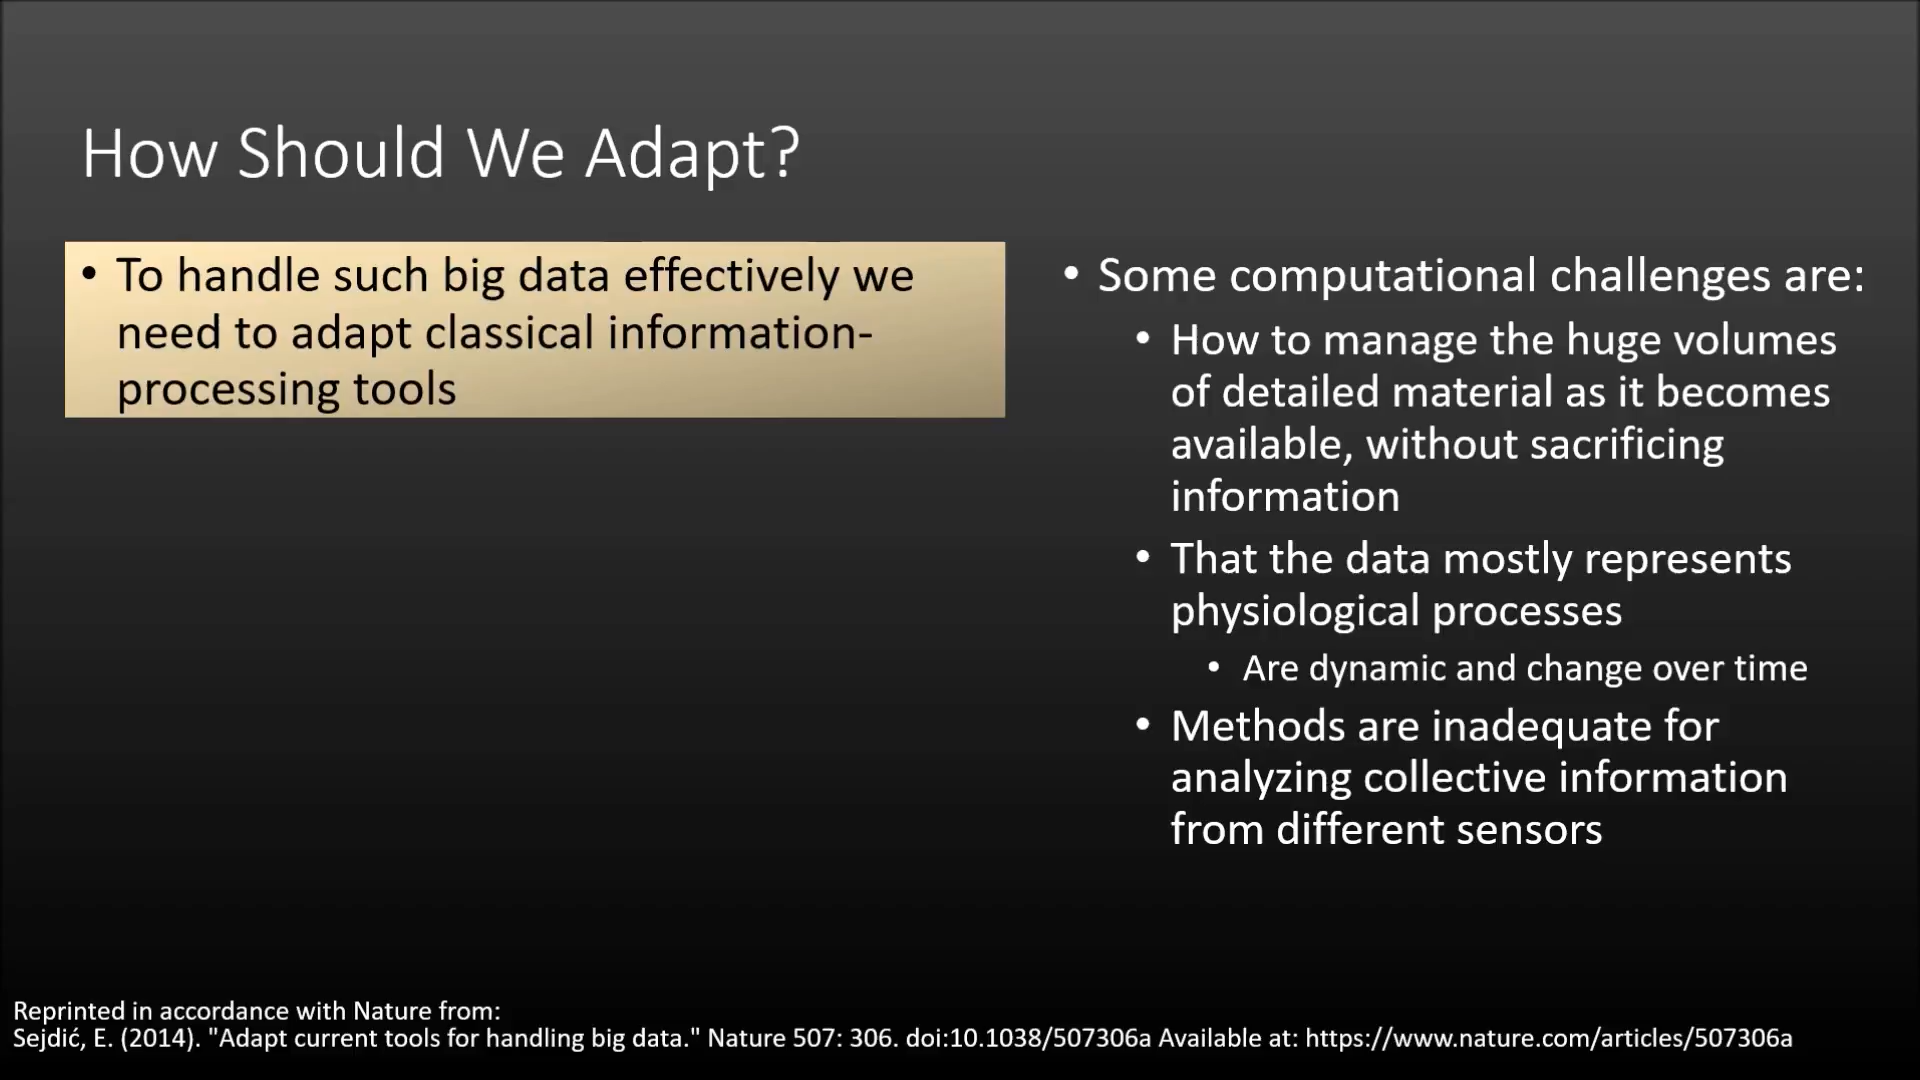 How Should We Adapt?
• To handle such big data effectively we
need to adapt classical information-
processing tools
• Some computational challenges are:
• How to manage the huge volumes
of detailed material as it becomes
available, without sacrificing
information
• That the data mostly represents
physiological processes
• Are dynamic and change over time
• Methods are inadequate for
analyzing collective information
from different sensors
Reprinted in accordance with Nature from:
Sejdić, E. (2014). "Adapt current tools for handling big data." Nature 507: 306. doi:10.1038/507306a Available at: https://www.nature.com/articles/507306a